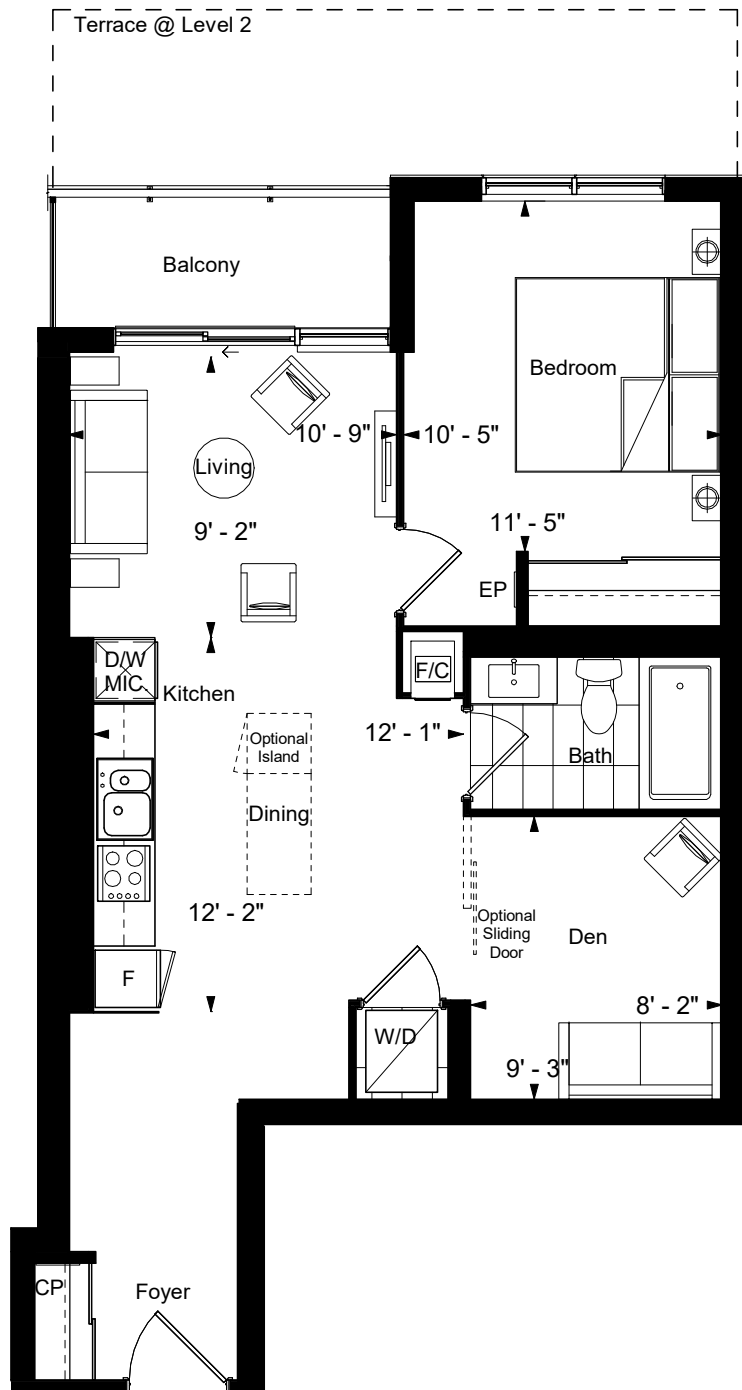 Terrace @ Level 2
Balcony
Bedroom
10' - 9"
10' - 5"
Living
9' - 2"
11' - 5"
EP
D/W
MIC
Kitchen
F/C
Optional
Island
12' - 1"
Bath
Dining
12' - 2"
Optional
Sliding
Door
Den
F
8' - 2"
W/D
9' - 3"
CP
Foyer